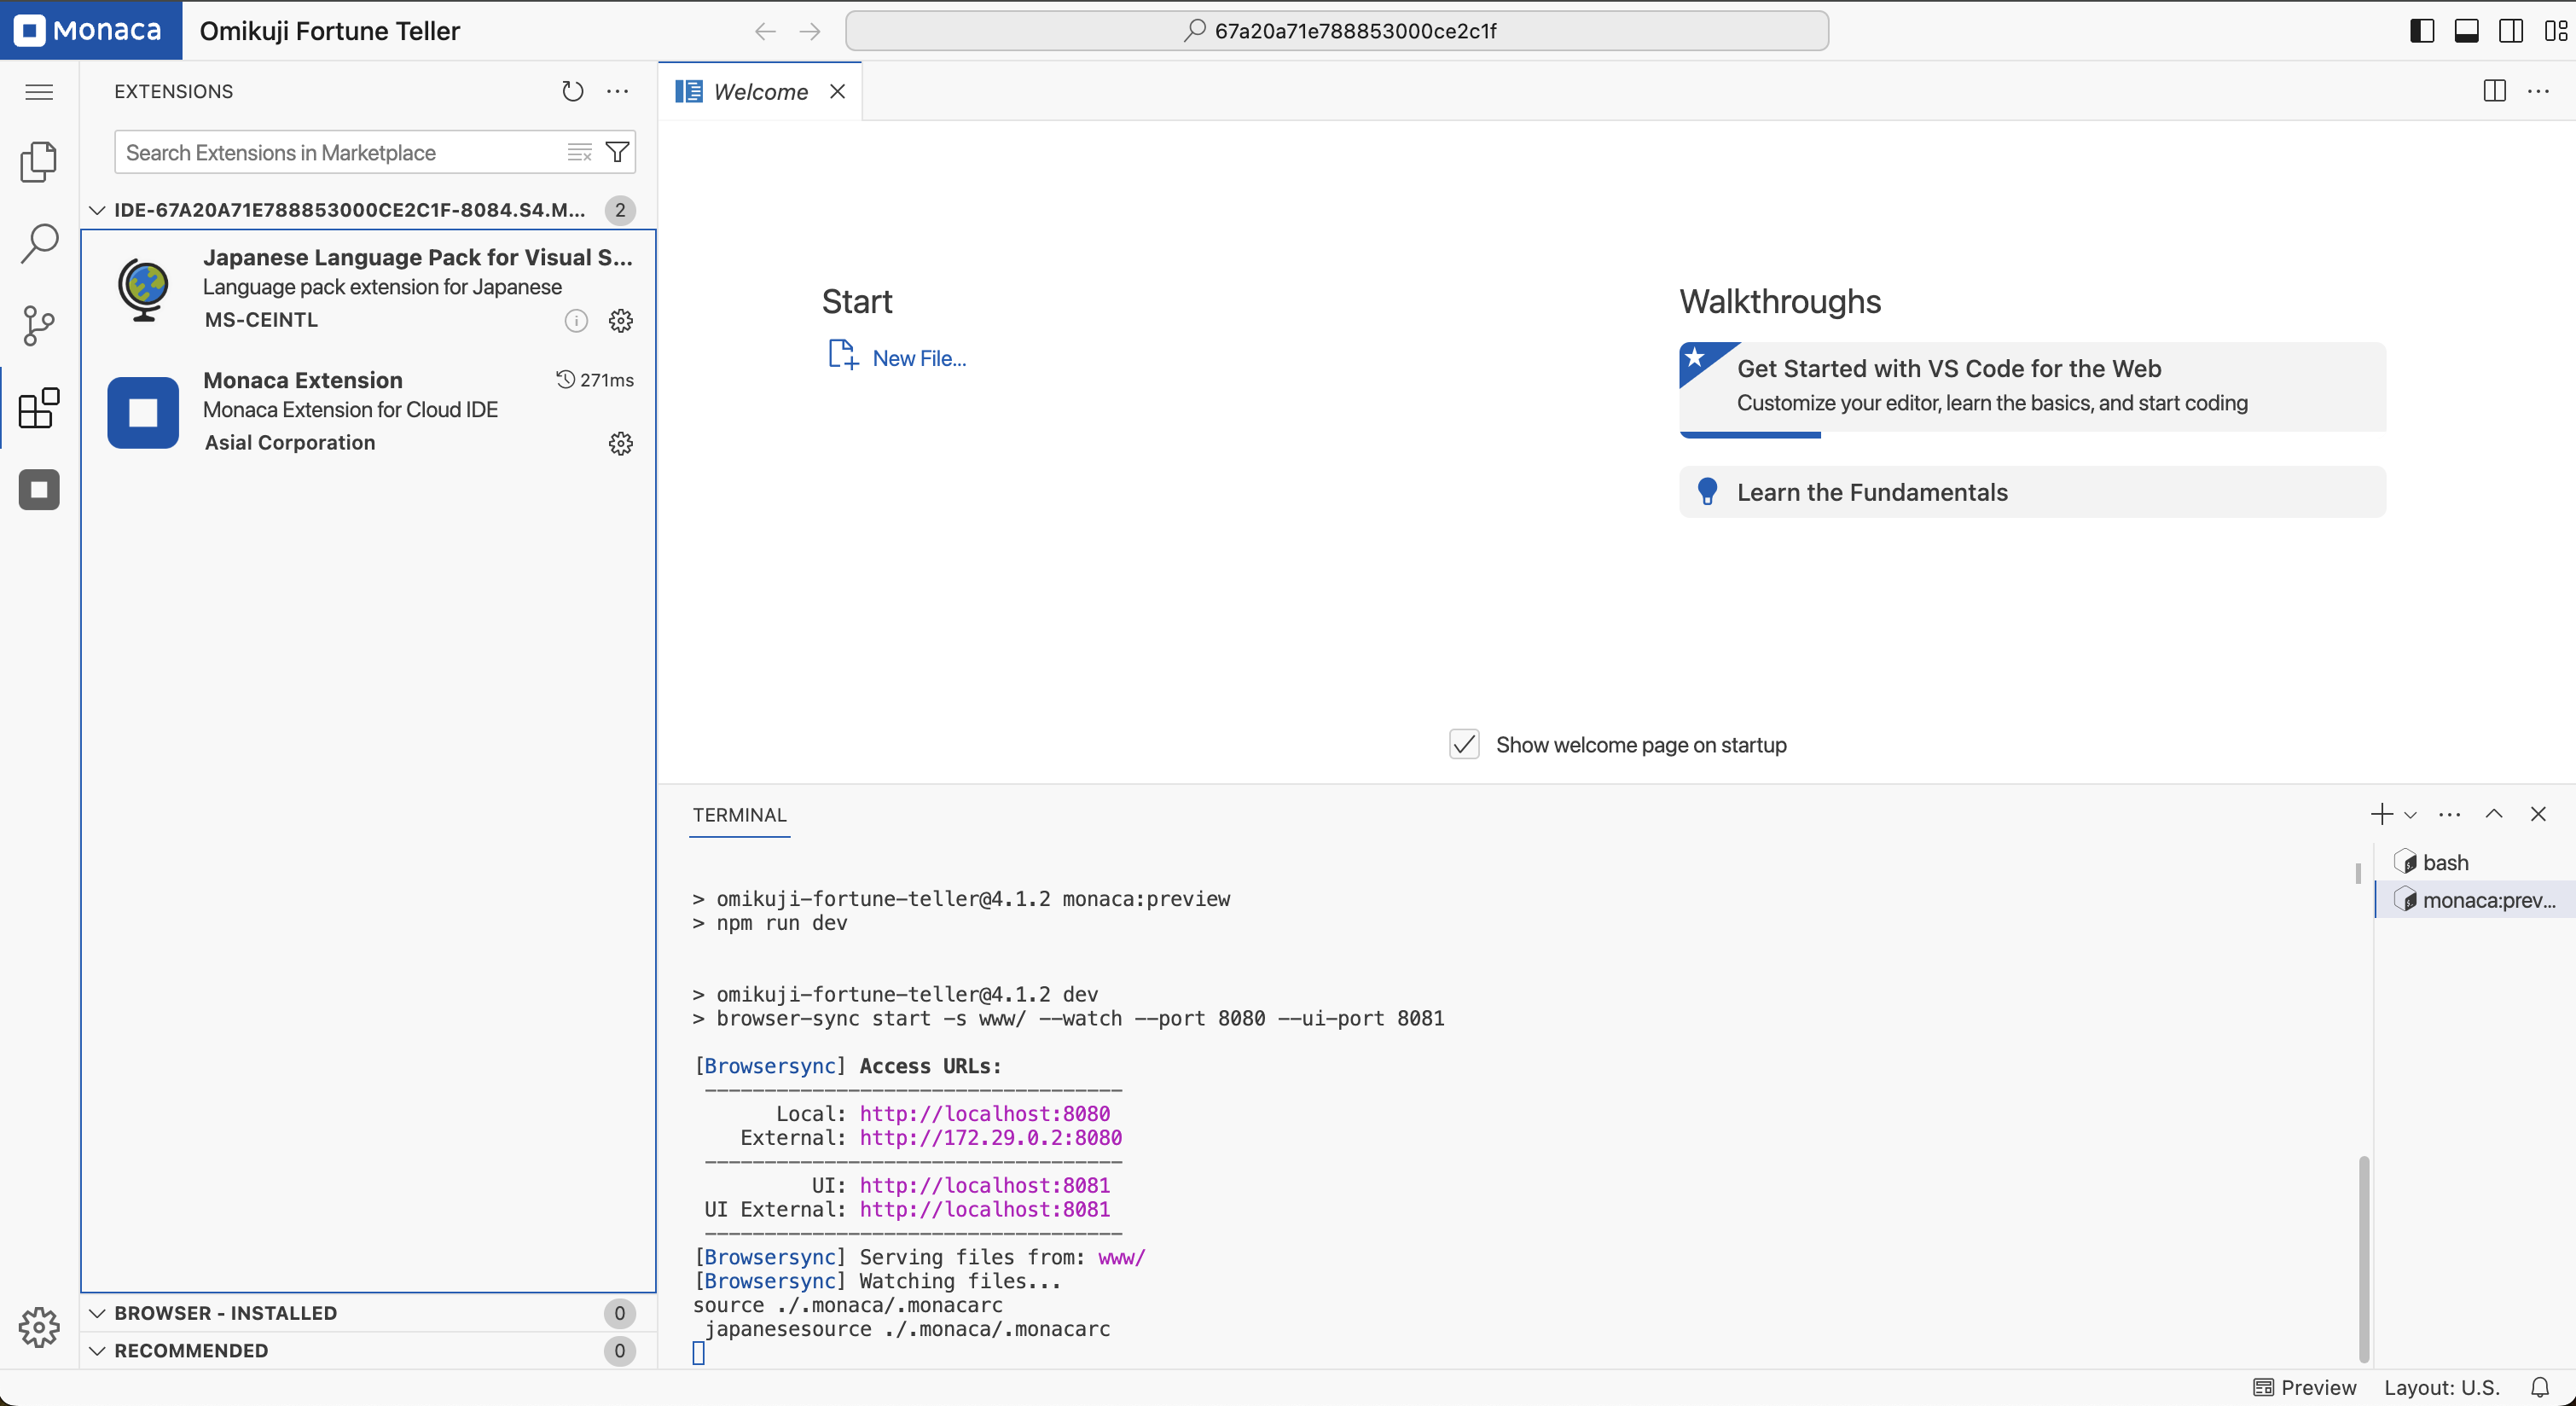 Monaca
Omikuji Fortune Teller
67a20a71e788853000ce2c1f
EXTENSIONS
Search Extensions in Marketplace
IDE-67A20A71E788853000CE2C1F-8084.S4.M...
2
Japanese Language Pack for Visual S...
Language pack extension for Japanese
MS-CEINTL
Monaca Extension
271ms
Monaca Extension for Cloud IDE
Asial Corporation
BROWSER - INSTALLED
0
RECOMMENDED
0
Welcome
Start
New File...
Walkthroughs
Get Started with VS Code for the Web
Customize your editor, learn the basics, and start coding
Learn the Fundamentals
Show welcome page on startup
TERMINAL
> omikuji-fortune-teller@4.1.2 monaca:preview
> npm run dev
> omikuji-fortune-teller@4.1.2 dev
> browser-sync start -s www/ --watch --port 8080 --ui-port 8081
[Browsersync] Access URLs:
-----------------------------------
Local: http://localhost:8080
External: http://172.29.0.2:8080
-----------------------------------
UI: http://localhost:8081
UI External: http://localhost:8081
-----------------------------------
[Browsersync] Serving files from: www/
[Browsersync] Watching files...
source ./.monaca/.monacarc
japanesesource ./.monaca/.monacarc
bash
monaca:prev...
Preview
Layout: U.S.